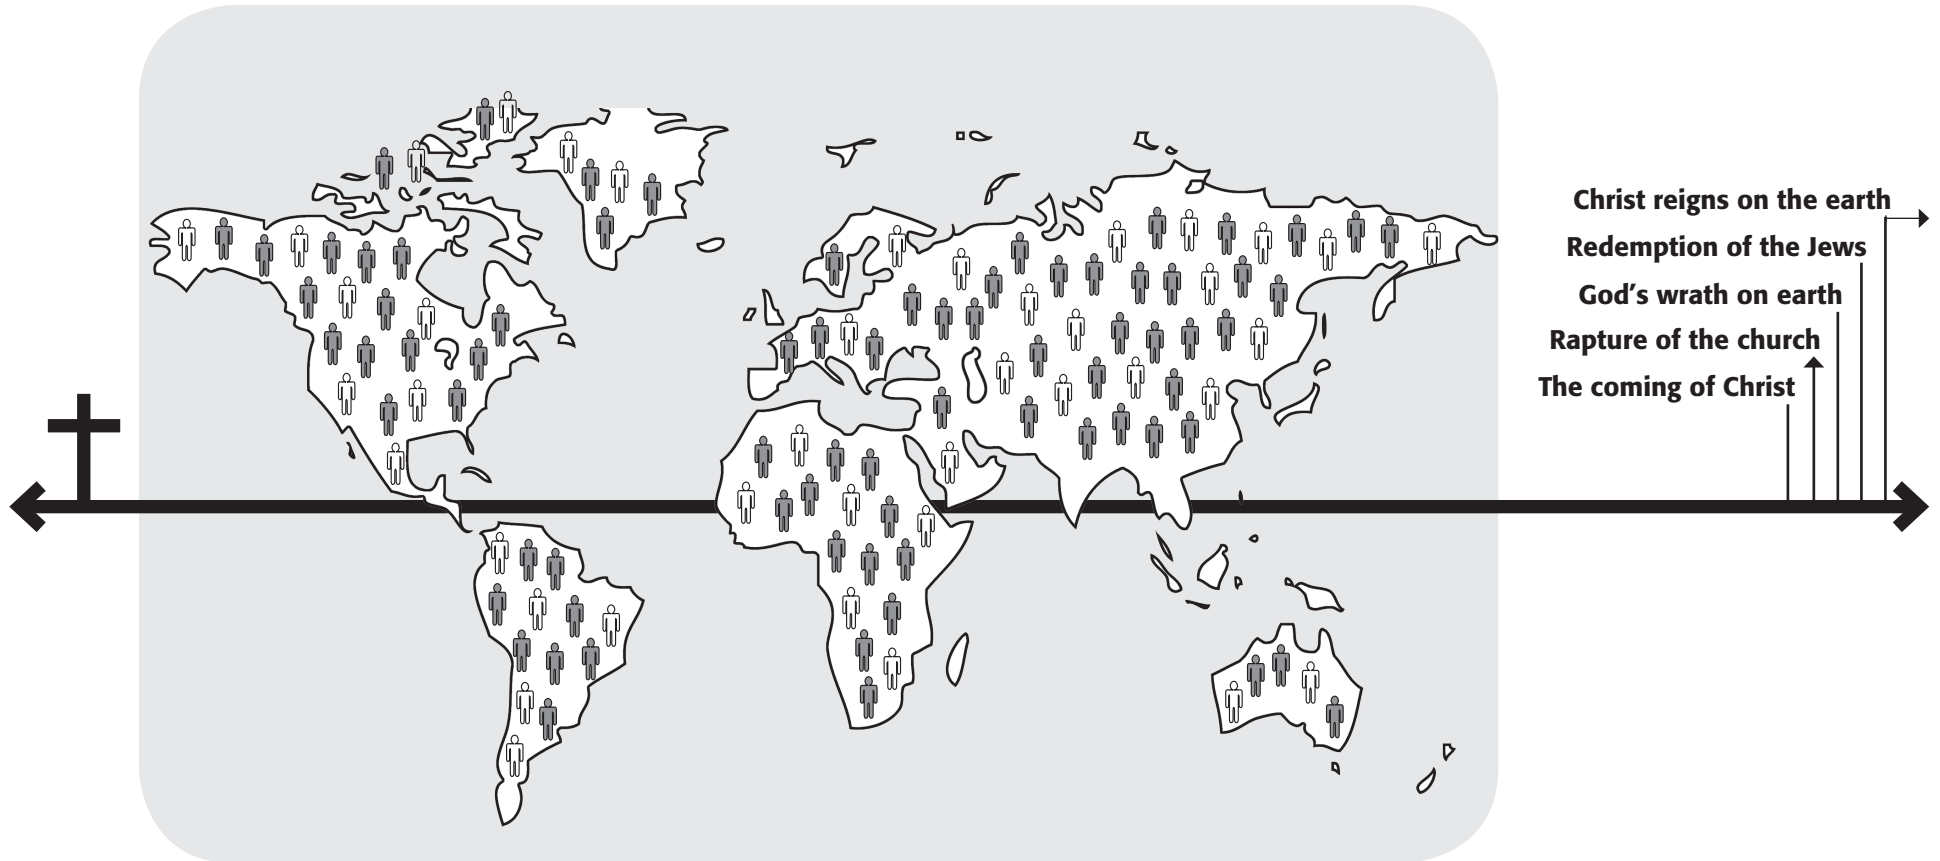 Christ reigns on the earth
Redemption of the Jews
God’s wrath on earth
Rapture of the church
The coming of Christ